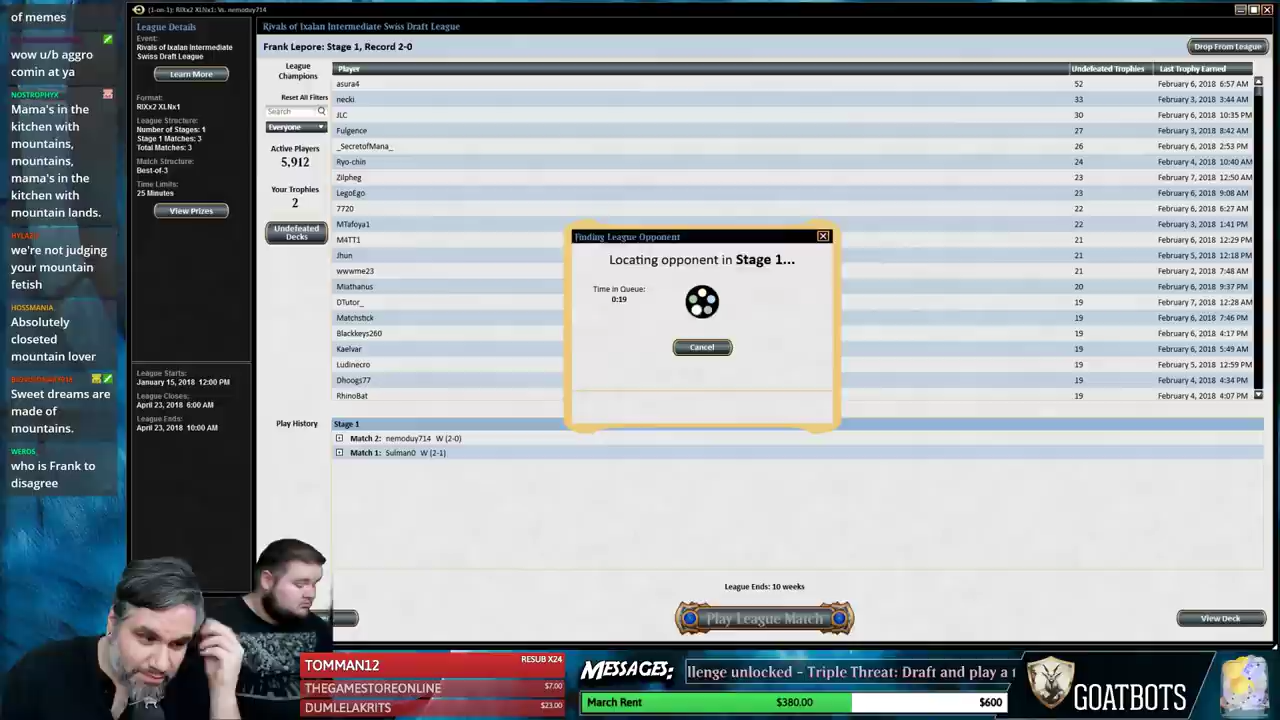 of memes
wow u/b aggro
comin at ya
NOSTROPHYX
Mama's in the
kitchen with
mountains,
mountains,
mama's in the
kitchen with
mountain lands.
we're not judging
your mountain
fetish
HOSSMANIA
Absolutely
closeted
mountain lover
Sweet dreams are
made of
mountains.
who is Frank to
disagree
(1-on-1): RIXx2 XLNx1: Vs. nemoduy714
League Details
Event:
Rivals of Ixalan Intermediate
Swiss Draft League
Learn More
Format:
RIXx2 XLNx1
League Structure:
Number of Stages: 1
Stage 1 Matches: 3
Total Matches: 3
Match Structure:
Best-of-3
Time Limits:
25 Minutes
View Prizes
League Starts:
January 15, 2018 12:00 PM
League Closes:
April 23, 2018 6:00 AM
League Ends:
April 23, 2018 10:00 AM
Rivals of Ixalan Intermediate Swiss Draft League
Frank Lepore: Stage 1, Record 2-0
Drop From League
League
Champions
Reset All Filters
Search
Everyone
Active Players
5,912
Your Trophies
2
Undefeated
Decks
Player Undefeated Trophies Last Trophy Earned
asura4 52 February 6, 2018 6:57 AM
necki 33 February 3, 2018 3:44 AM
JLC 30 February 6, 2018 10:35 PM
Fulgence 27 February 3, 2018 8:42 AM
_SecretofMana_ 26 February 6, 2018 2:53 PM
Ryo-chin 24 February 4, 2018 10:40 AM
Zilpheg 23 February 7, 2018 12:50 AM
LegoEgo 23 February 6, 2018 9:08 AM
7720 22 February 6, 2018 6:27 AM
MTafoya1 22 February 3, 2018 1:41 PM
M4TT1 21 February 6, 2018 12:29 PM
Jhun 21 February 5, 2018 12:18 PM
wwwme23 21 February 2, 2018 7:48 AM
Miathanus 20 February 6, 2018 9:37 PM
DTutor_ 19 February 7, 2018 12:28 AM
Matchstick 19 February 6, 2018 7:46 PM
Blackkeys260 19 February 6, 2018 4:17 PM
Kaelvar 19 February 6, 2018 5:49 AM
Ludinecro 19 February 5, 2018 12:59 PM
Dhoogs77 19 February 6, 2018 4:34 PM
RhinoBat 19 February 6, 2018 4:07 PM
Finding League Opponent
Locating opponent in Stage 1...
Time in Queue:
0:19
Cancel
Play History
Stage 1
Match 2: nemoduy714 W (2-0)
Match 1: Sulman0 W (2-1)
League Ends: 10 weeks
Play League Match
View Deck
TOMMAN12 RESUB X24
THEGAMESTOREONLINE $7.00
DUMLELAKRITS $23.00
MESSAGES:
llenge unlocked - Triple Threat: Draft and play a
March Rent $380.00 $600
GOATBOTS